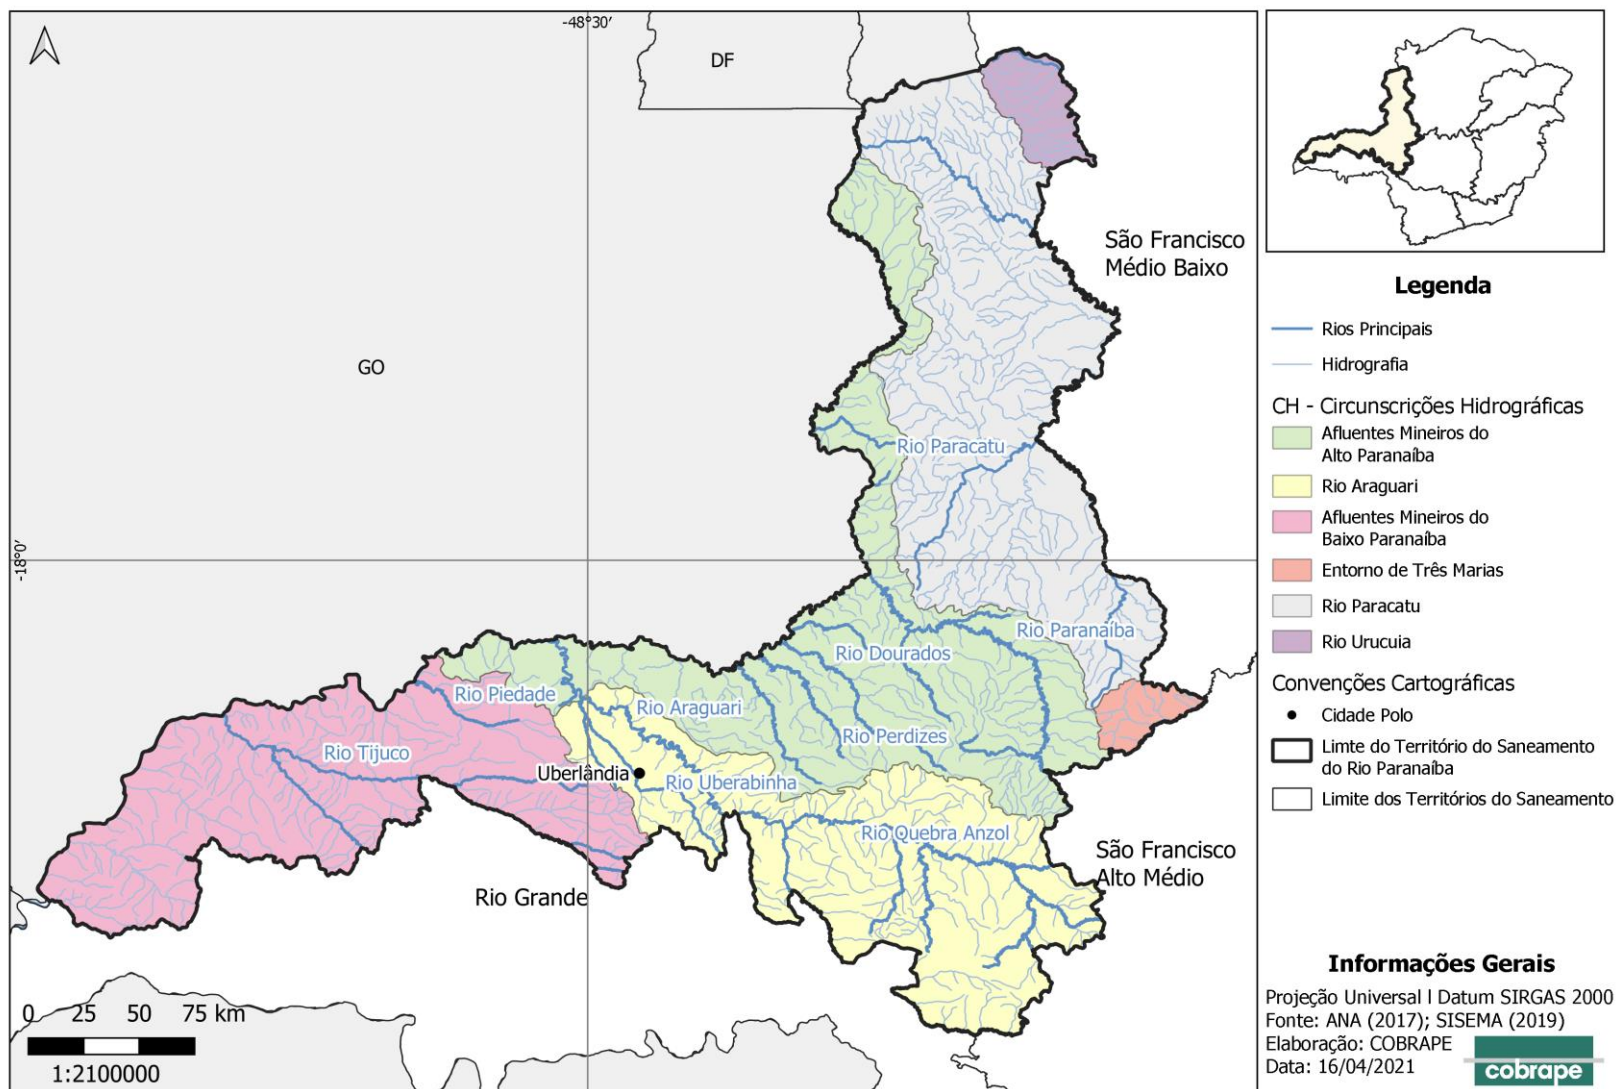 -48°30'
DF
São Francisco
Médio Baixo
GO
Rio Paracatu
-18°0'
Rio Paranaíba
Rio Dourados
Rio Piedade
Rio Araguari
Rio Perdizes
Rio Tijuco
Uberlândia
Rio Uberabinha
Rio Quebra Anzol
São Francisco
Alto Médio
Rio Grande
0 25 50 75 km
1:2100000
Legenda
Rios Principais
Hidrografia
CH - Circunscrições Hidrográficas
Afluentes Mineiros do
Alto Paranaíba
Rio Araguari
Afluentes Mineiros do
Baixo Paranaíba
Entorno de Três Marias
Rio Paracatu
Rio Urucuia
Convenções Cartográficas
Cidade Polo
Limte do Território do Saneamento
do Rio Paranaíba
Limite dos Territórios do Saneamento
Informações Gerais
Projeção Universal l Datum SIRGAS 2000
Fonte: ANA (2017); SISEMA (2019)
Elaboração: COBRAPE
Data: 16/04/2021
cobrape